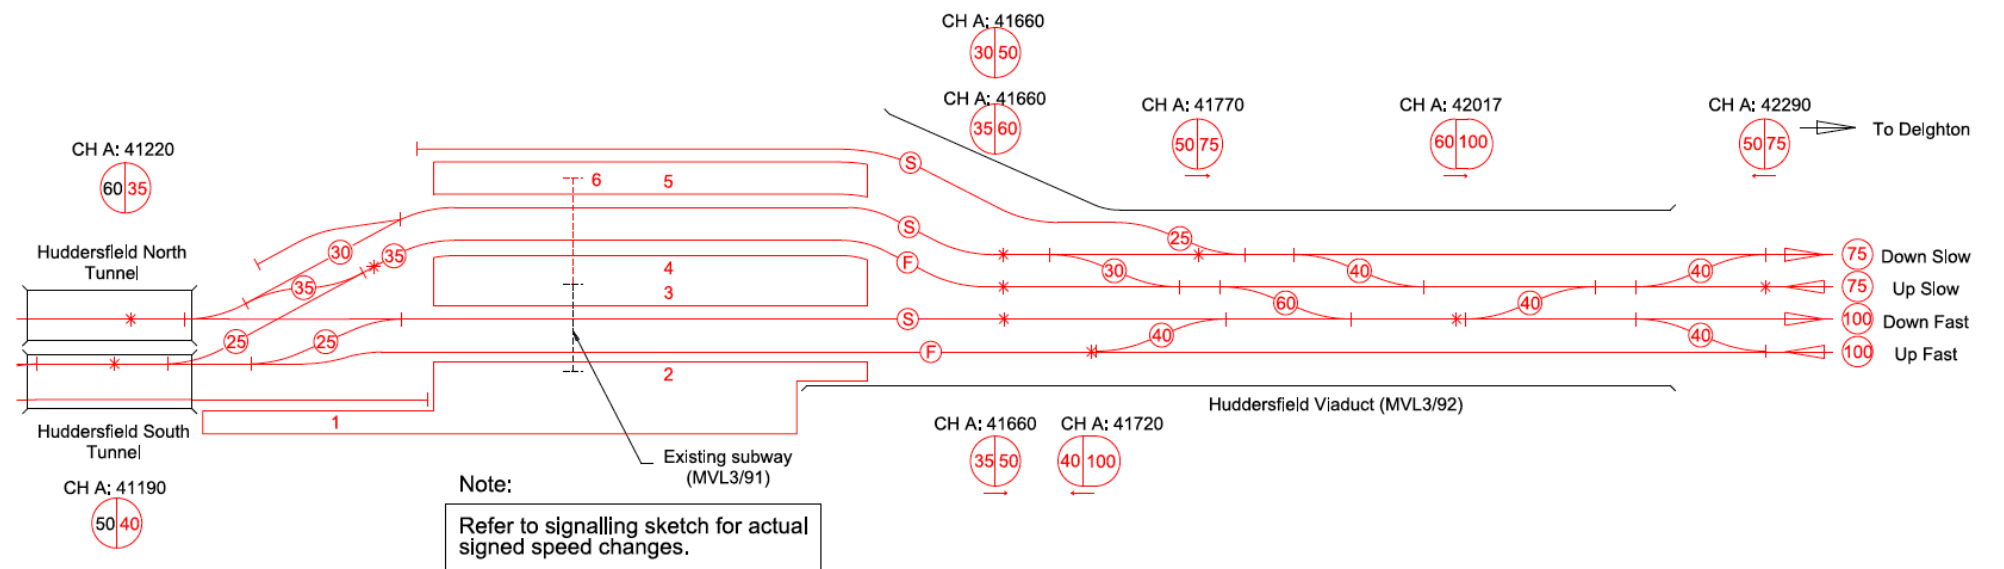 CH A: 41660
30 50
CH A: 41660
35 60
CH A: 41770
50 75
CH A: 42017
60 100
CH A: 42290
50 75
To Delghton
CH A: 41220
60 35
S
6 5
Huddersfield North
Tunnel
30
35
35
S
F
25
30
40
40
75 Down Slow
75 Up Slow
4
3
60
40
25
25
S
40
40
100 Down Fast
F
100 Up Fast
2
1
Huddersfield South
Tunnel
Huddersfield Viaduct (MVL3/92)
CH A: 41660
35 50
CH A: 41720
40 100
Existing subway
(MVL3/91)
CH A: 41190
50 40
Note:
Refer to signalling sketch for actual
signed speed changes.